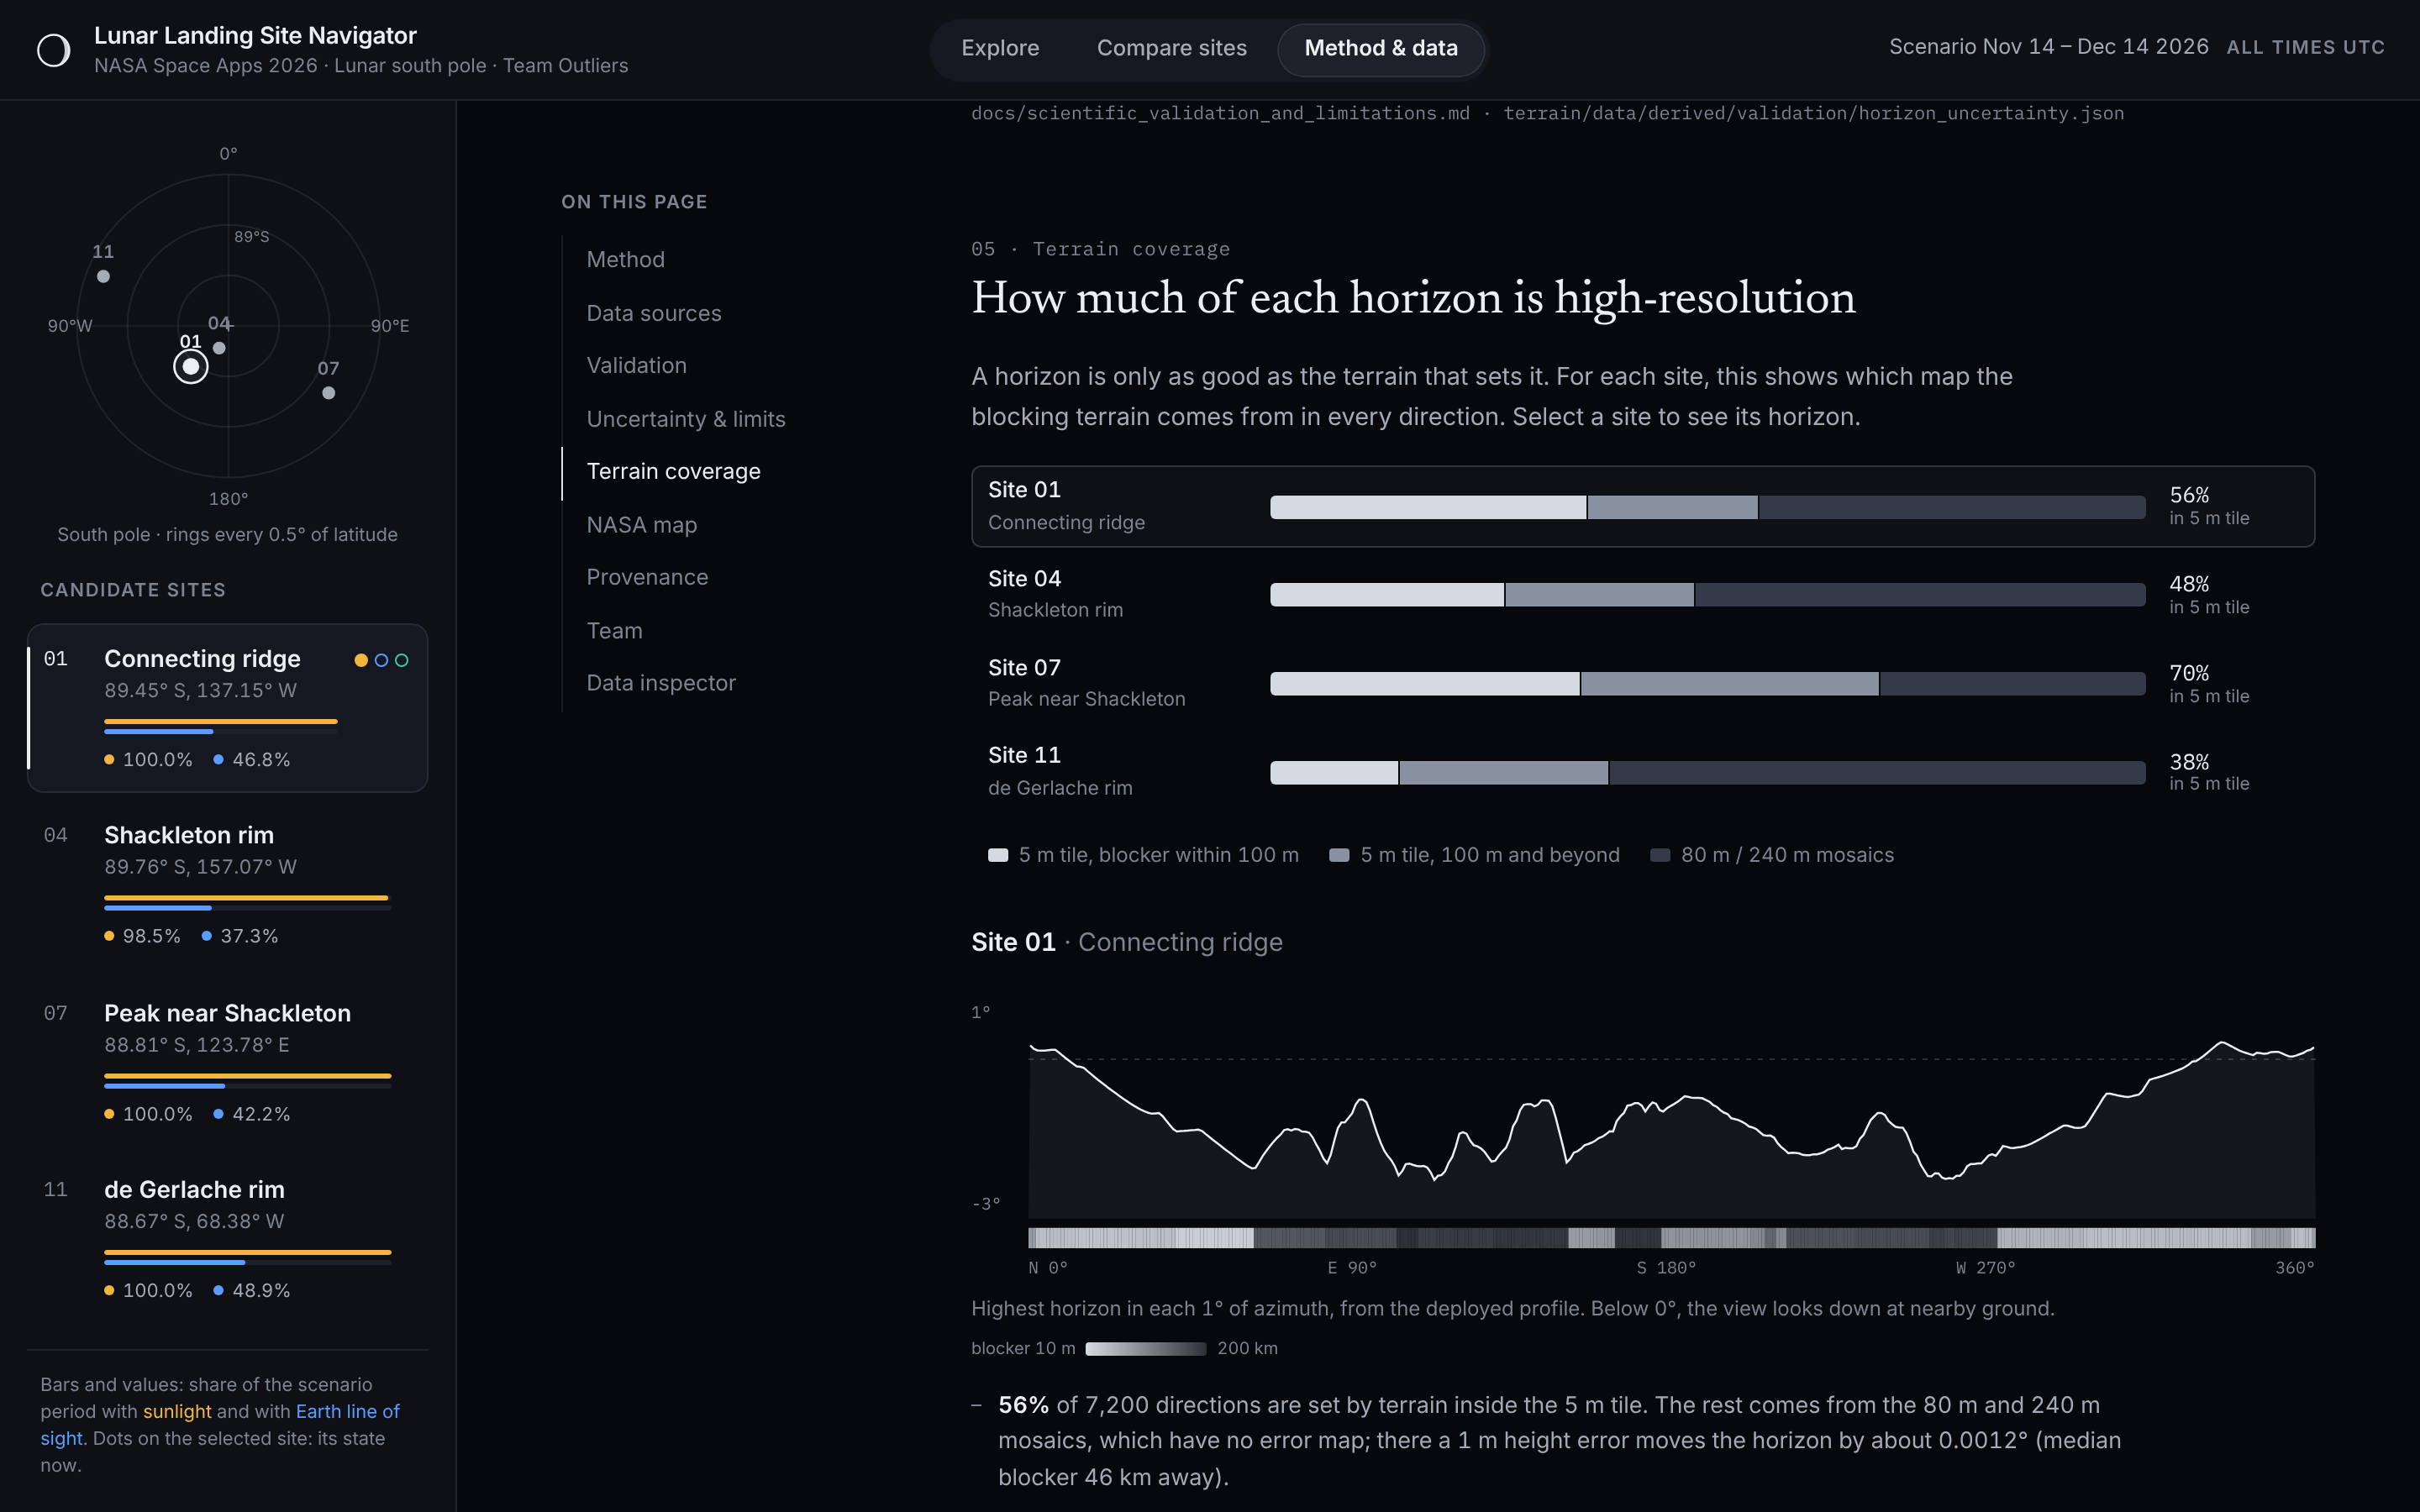 Lunar Landing Site Navigator
NASA Space Apps 2026 · Lunar south pole · Team Outliers
Explore
Compare sites
Method & data
Scenario Nov 14 – Dec 14 2026 ALL TIMES UTC
0°
89°S
11
04
90°W
90°E
01
07
180°
South pole · rings every 0.5° of latitude
CANDIDATE SITES
01
Connecting ridge
89.45° S, 137.15° W
100.0% 46.8%
04
Shackleton rim
89.76° S, 157.07° W
98.5% 37.3%
07
Peak near Shackleton
88.81° S, 123.78° E
100.0% 42.2%
11
de Gerlache rim
88.67° S, 68.38° W
100.0% 48.9%
Bars and values: share of the scenario
period with sunlight and with Earth line of
sight. Dots on the selected site: its state
now.
ON THIS PAGE
Method
Data sources
Validation
Uncertainty & limits
Terrain coverage
NASA map
Provenance
Team
Data inspector
docs/scientific_validation_and_limitations.md · terrain/data/derived/validation/horizon_uncertainty.json
05 · Terrain coverage
How much of each horizon is high-resolution
A horizon is only as good as the terrain that sets it. For each site, this shows which map the
blocking terrain comes from in every direction. Select a site to see its horizon.
Site 01
Connecting ridge
56%
in 5 m tile
Site 04
Shackleton rim
48%
in 5 m tile
Site 07
Peak near Shackleton
70%
in 5 m tile
Site 11
de Gerlache rim
38%
in 5 m tile
5 m tile, blocker within 100 m
5 m tile, 100 m and beyond
80 m / 240 m mosaics
Site 01 · Connecting ridge
1°
-3°
N 0°
E 90°
S 180°
W 270°
360°
Highest horizon in each 1° of azimuth, from the deployed profile. Below 0°, the view looks down at nearby ground.
blocker 10 m
200 km
– 56% of 7,200 directions are set by terrain inside the 5 m tile. The rest comes from the 80 m and 240 m
mosaics, which have no error map; there a 1 m height error moves the horizon by about 0.0012° (median
blocker 46 km away).